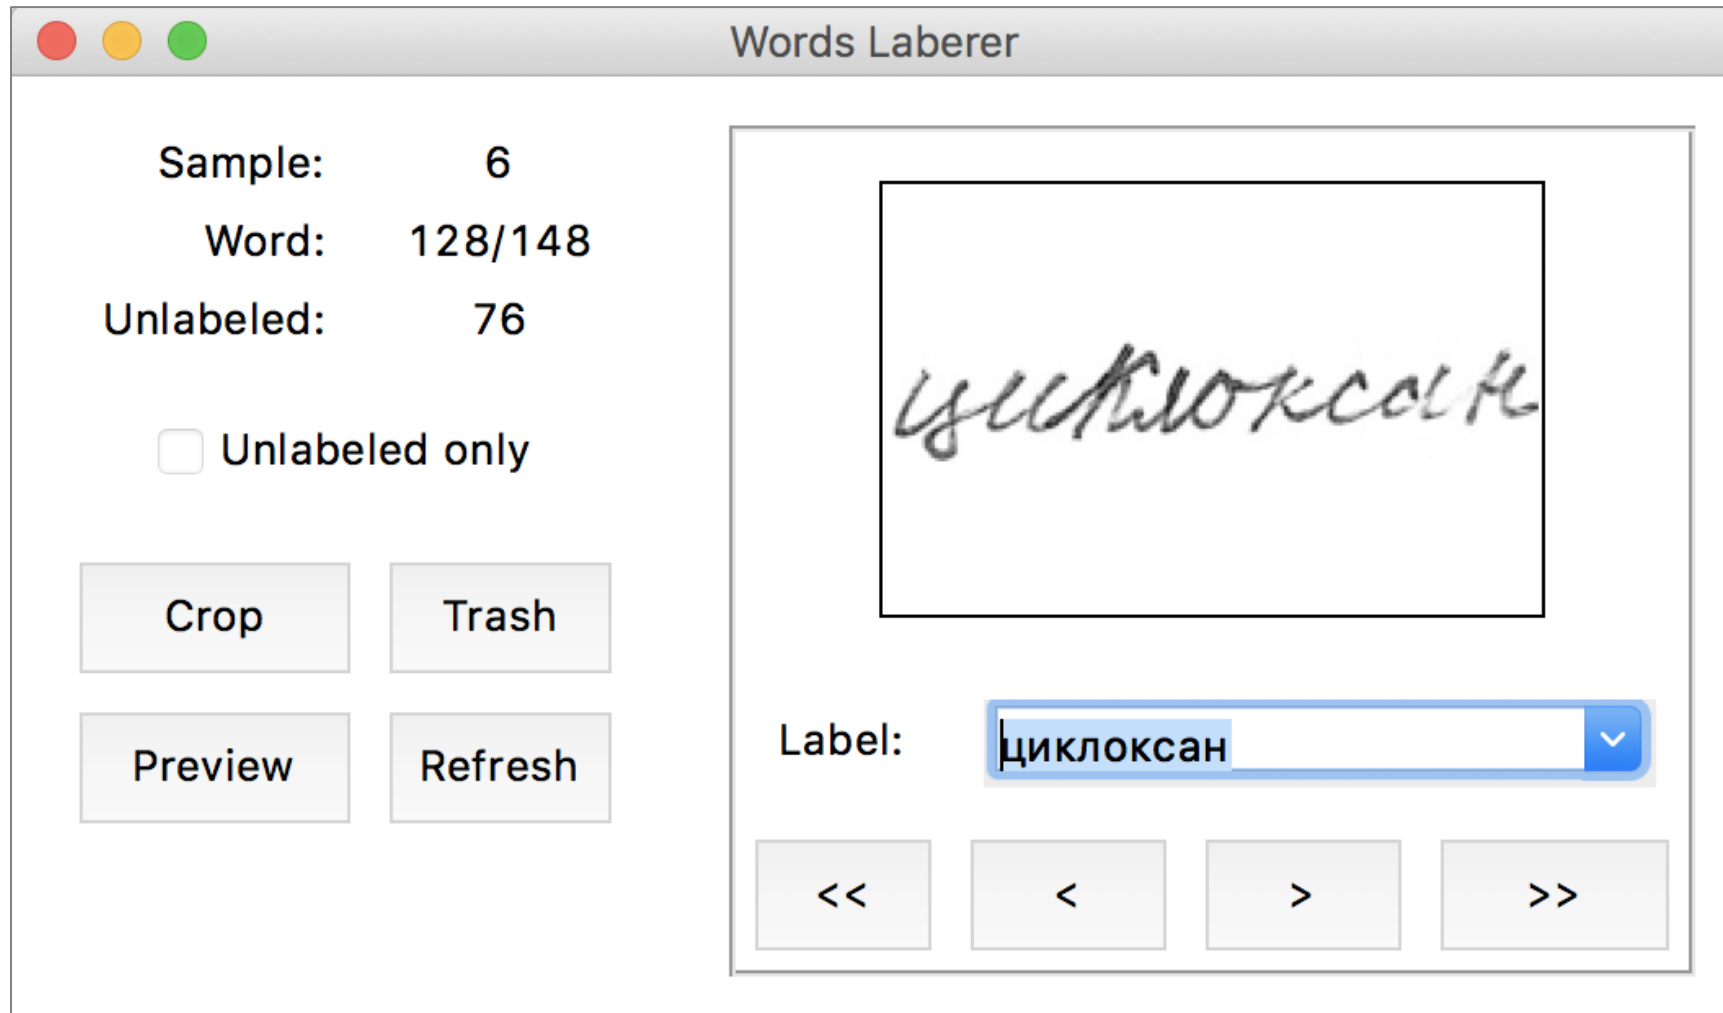 Words Laberer
Sample: 6
Word: 128/148
Unlabeled: 76
Unlabeled only
Crop Trash
Preview Refresh
циклоксан
Label: циклоксан
<< < > >>